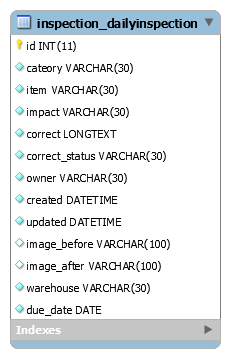 inspection_dailyinspection
id INT(11)
cateory VARCHAR(30)
item VARCHAR(30)
impact VARCHAR(30)
correct LONGTEXT
correct_status VARCHAR(30)
owner VARCHAR(30)
created DATETIME
updated DATETIME
image_before VARCHAR(100)
image_after VARCHAR(100)
warehouse VARCHAR(30)
due_date DATE
Indexes